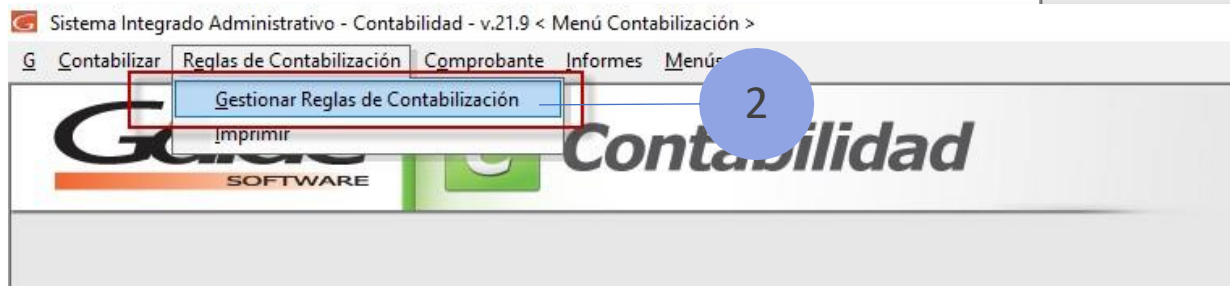 Sistema Integrado Administrativo - Contabilidad - v.21.9 < Menú Contabilización >
G Contabilizar Reglas de Contabilización Comprobante Informes Menús
Gestionar Reglas de Contabilización
2
Imprimir
SOFTWARE
Contabilidad